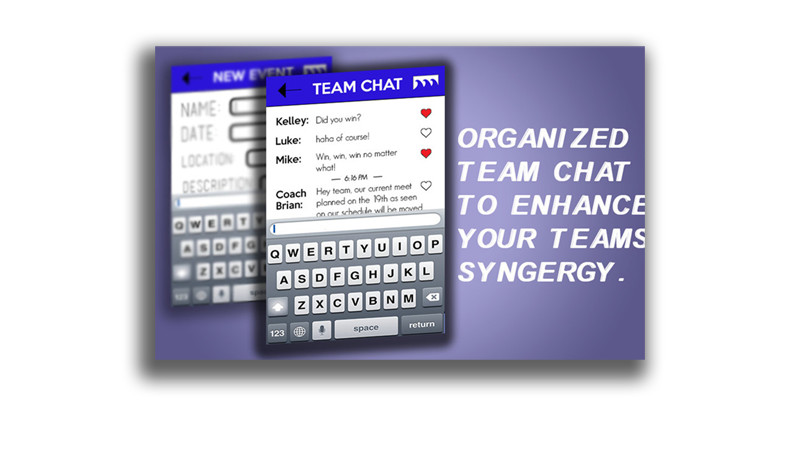 NEW EVENT
NAME:
DATE
LOCATION:
DESCRIPTION
TEAM CHAT
Kelley: Did you win?
Luke: haha of course!
Mike: Win, win, win no matter
what!
6:16 PM
Coach Brian: Hey team, our current meet
planned on the 19th as seen
on our schedule will be moved
Q W E R T Y
A S D F G
Z X C V
123 space
Q W E R T Y U I O P
A S D F G H J K L
Z X C V B N M
123 space return
ORGANIZED
TEAM CHAT
TO ENHANCE
YOUR TEAMS
SYNGERGY.